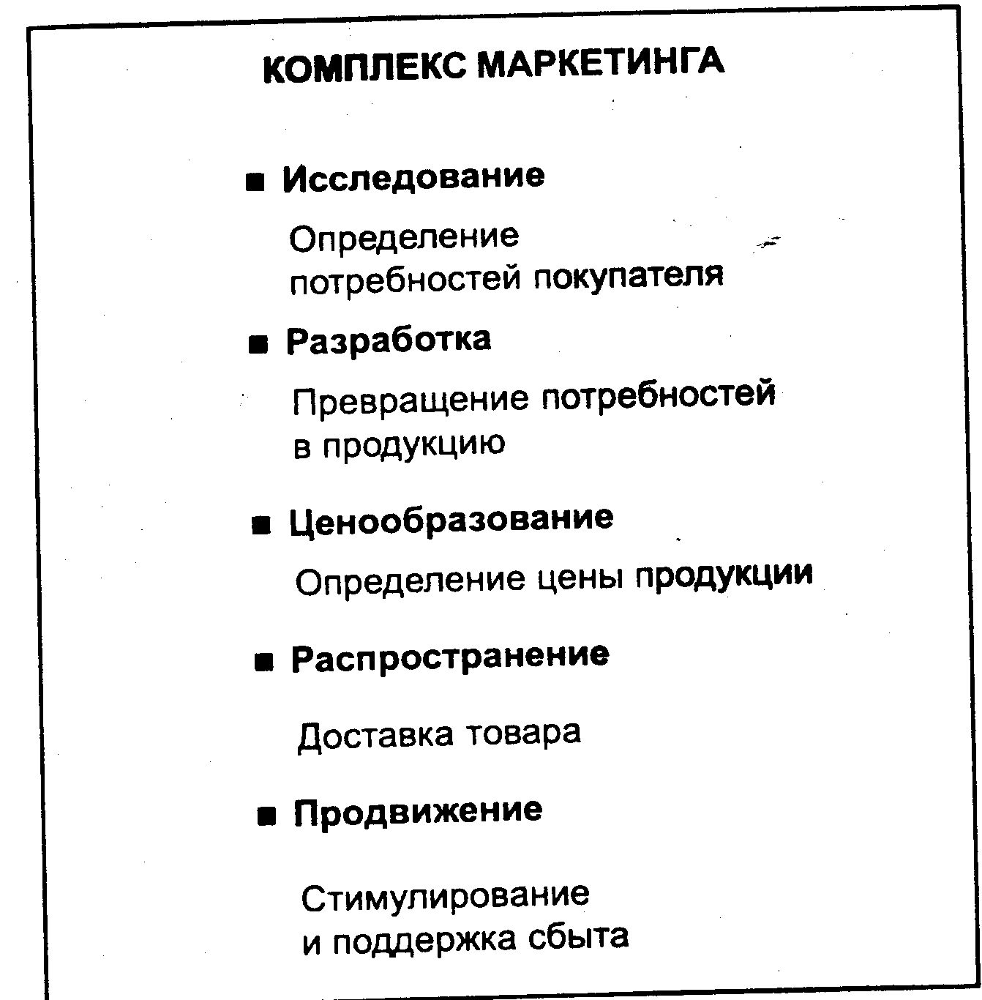 КОМПЛЕКС МАРКЕТИНГА
■ Исследование
Определение
потребностей покупателя
■ Разработка
Превращение потребностей
в продукцию
■ Ценообразование
Определение цены продукции
■ Распространение
Доставка товара
■ Продвижение
Стимулирование
и поддержка сбыта